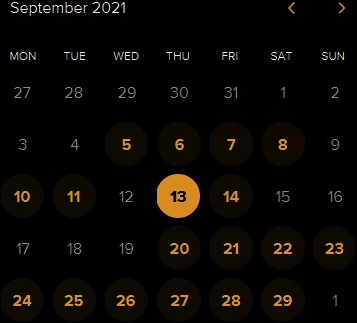 September 2021
MON TUE WED THU FRI SAT SUN
27 28 29 30 31 1 2
3 4 5 6 7 8 9
10 11 12 13 14 15 16
17 18 19 20 21 22 23
24 25 26 27 28 29 1